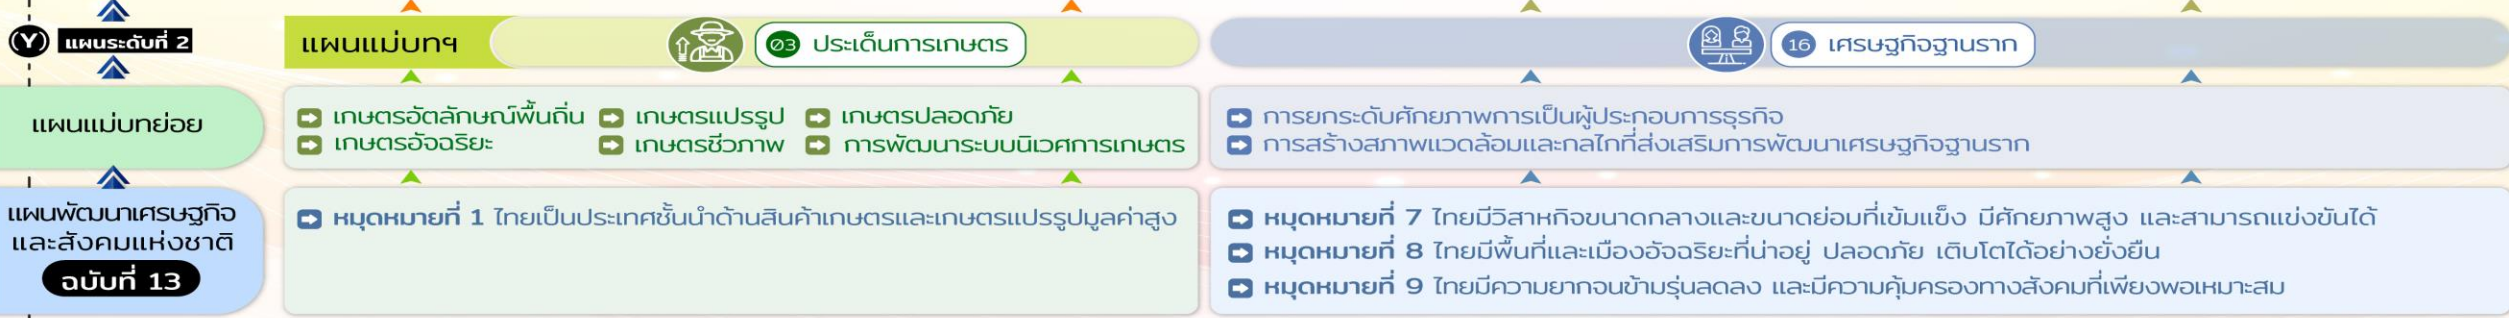 (Y) แผนระดับที่ 2
แผนแม่บทฯ
03 ประเด็นการเกษตร
16 เศรษฐกิจฐานราก
แผนแม่บทย่อย
เกษตรอัตลักษณ์พื้นถิ่น เกษตรแปรรูป เกษตรปลอดภัย
เกษตรอัจฉริยะ เกษตรชีวภาพ การพัฒนาระบบนิเวศการเกษตร
การยกระดับศักยภาพการเป็นผู้ประกอบการธุรกิจ
การสร้างสภาพแวดล้อมและกลไกที่ส่งเสริมการพัฒนาเศรษฐกิจฐานราก
แผนพัฒนาเศรษฐกิจ
และสังคมแห่งชาติ
ฉบับที่ 13
หมุดหมายที่ 1 ไทยเป็นประเทศชั้นนำด้านสินค้าเกษตรและเกษตรแปรรูปมูลค่าสูง
หมุดหมายที่ 7 ไทยมีวิสาหกิจขนาดกลางและขนาดย่อมที่เข้มแข็ง มีศักยภาพสูง และสามารถแข่งขันได้
หมุดหมายที่ 8 ไทยมีพื้นที่และเมืองอัจฉริยะที่น่าอยู่ ปลอดภัย เติบโตได้อย่างยั่งยืน
หมุดหมายที่ 9 ไทยมีความยากจนข้ามรุ่นลดลง และมีความคุ้มครองทางสังคมที่เพียงพอเหมาะสม